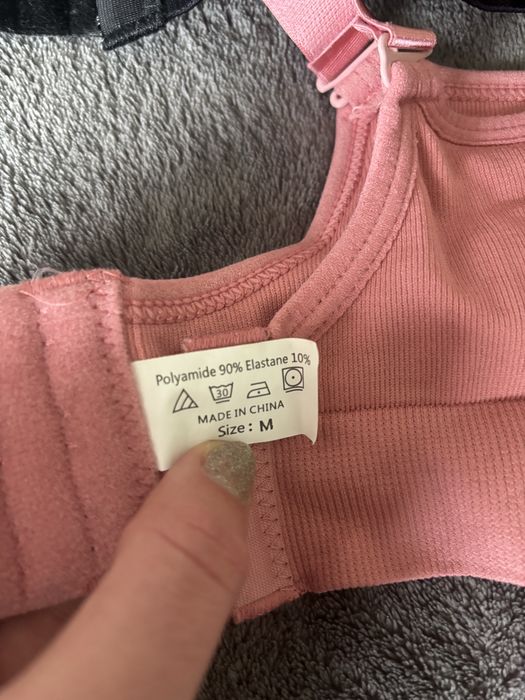 Polyamide 90% Elastane 10%
30
MADE IN CHINA
Size: M